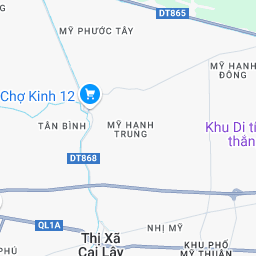 DT865
MỸ PHƯỚC TÂY
MỸ HẠNH
ĐÔNG
Chợ Kinh 12
TÂN BÌNH
MỸ HẠNH
TRUNG
Khu Di tí
thắn
DT868
QL1A
NHỊ MỸ
Thị Xã
Cai Lậy
KHU PHỐ
MỸ THUẬN
PHÚ